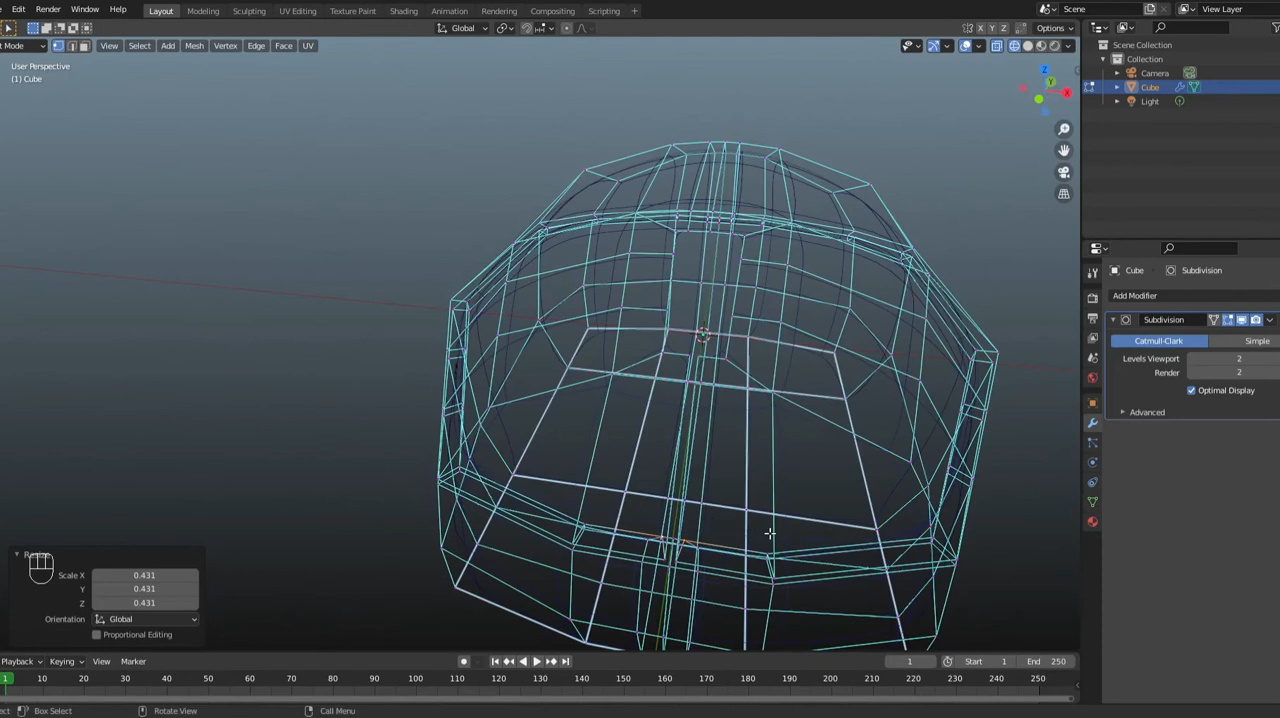 Edit Render Window Help Layout Modeling Sculpting UV Editing Texture Paint Shading Animation Rendering Compositing Scripting + Scene View Layer
Global X Y Z Options
t Mode View Select Add Mesh Vertex Edge Face UV
User Perspective
(1) Cube
Scene Collection
Collection
Camera
Cube
Light
Z
Y
X
Cube Subdivision
Add Modifier
Subdivision
Catmull-Clark Simple
Levels Viewport 2
Render 2
Optimal Display
Advanced
Scale X 0.431
Y 0.431
Z 0.431
Orientation Global
Proportional Editing
Playback Keying View Marker 1 Start 1 End 250
1 10 20 30 40 50 60 70 80 90 100 110 120 130 140 150 160 170 180 190 200 210 220 230 240 250
ect Box Select Rotate View Call Menu